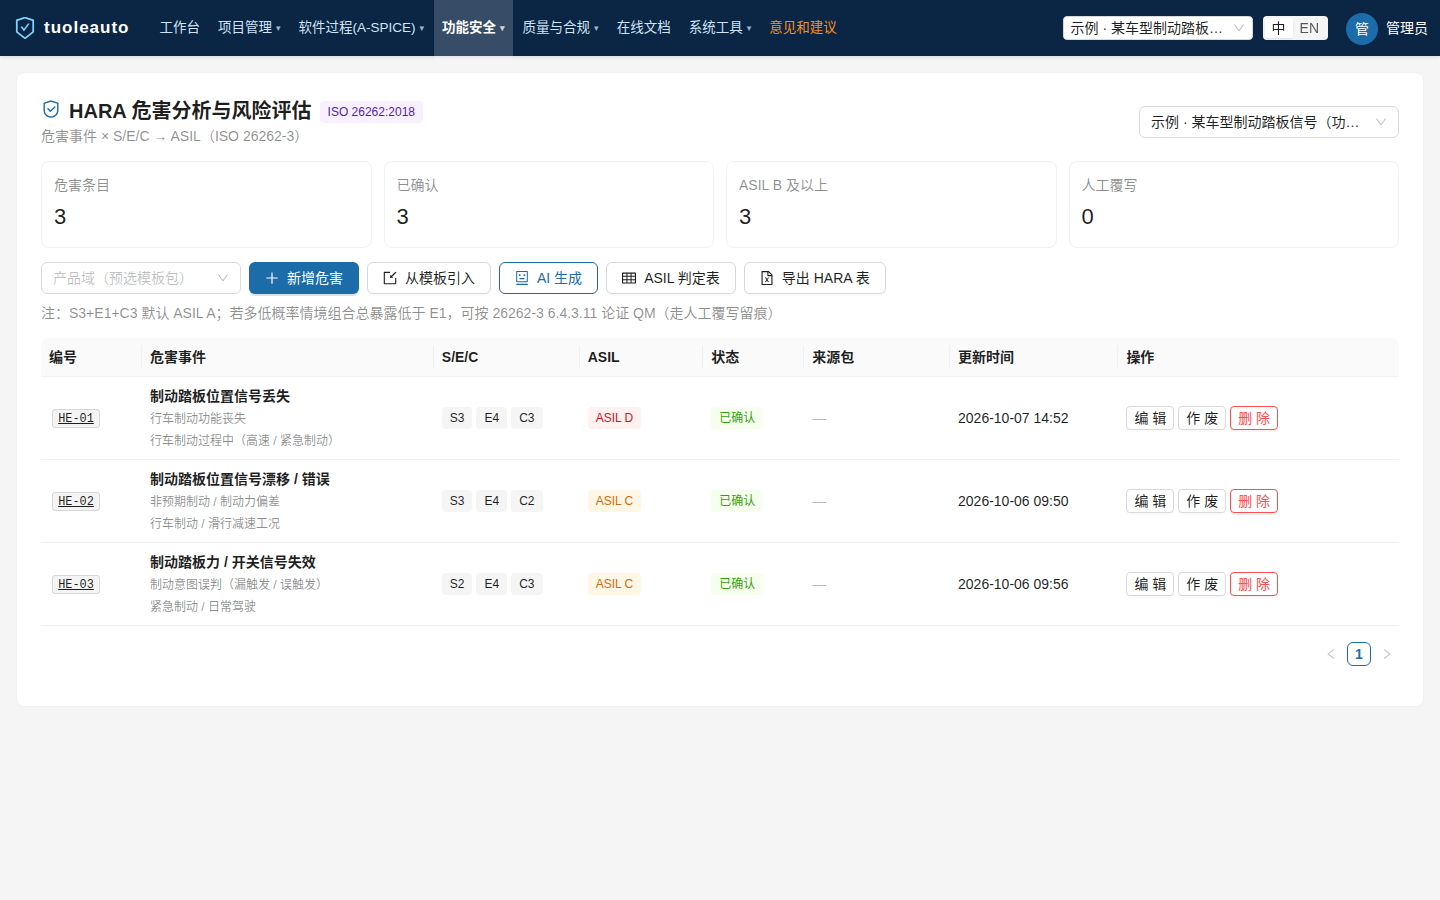 tuoleauto 工作台 项目管理 软件过程(A-SPICE) 功能安全 质量与合规 在线文档 系统工具 意见和建议 示例 · 某车型制动踏板… 中 EN 管 管理员
HARA 危害分析与风险评估 ISO 26262:2018
危害事件 × S/E/C → ASIL（ISO 26262-3）
示例 · 某车型制动踏板信号（功…
危害条目 已确认 ASIL B 及以上 人工覆写
3 3 3 0
产品域（预选模板包） 新增危害 从模板引入 AI 生成 ASIL 判定表 导出 HARA 表
注：S3+E1+C3 默认 ASIL A；若多低概率情境组合总暴露低于 E1，可按 26262-3 6.4.3.11 论证 QM（走人工覆写留痕）
编号 危害事件 S/E/C ASIL 状态 来源包 更新时间 操作
制动踏板位置信号丢失
HE-01 行车制动功能丧失 S3 E4 C3 ASIL D 已确认 — 2026-10-07 14:52 编 辑 作 废 删 除
行车制动过程中（高速 / 紧急制动）
制动踏板位置信号漂移 / 错误
HE-02 非预期制动 / 制动力偏差 S3 E4 C2 ASIL C 已确认 — 2026-10-06 09:50 编 辑 作 废 删 除
行车制动 / 滑行减速工况
制动踏板力 / 开关信号失效
HE-03 制动意图误判（漏触发 / 误触发） S2 E4 C3 ASIL C 已确认 — 2026-10-06 09:56 编 辑 作 废 删 除
紧急制动 / 日常驾驶
1